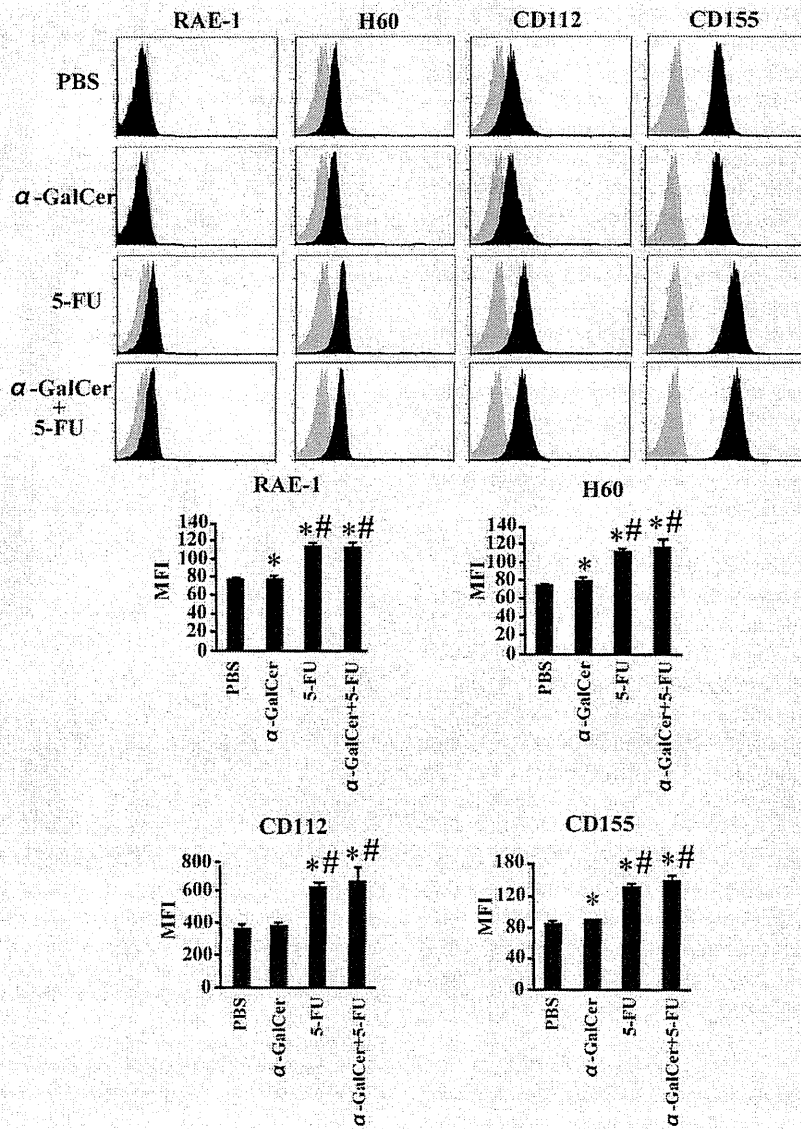 RAE-1 H60 CD112 CD155
PBS
α-GalCer
5-FU
α-GalCer
+
5-FU
RAE-1
MFI
140
120
100
80
60
40
20
0
*
*#
*#
PBS
α-GalCer
5-FU
α-GalCer+5-FU
H60
MFI
140
120
100
80
60
40
20
0
*
*#
*#
PBS
α-GalCer
5-FU
α-GalCer+5-FU
CD112
MFI
800
600
400
200
0
*#
*#
PBS
α-GalCer
5-FU
α-GalCer+5-FU
CD155
MFI
180
120
80
40
0
*
*#
*#
PBS
α-GalCer
5-FU
α-GalCer+5-FU